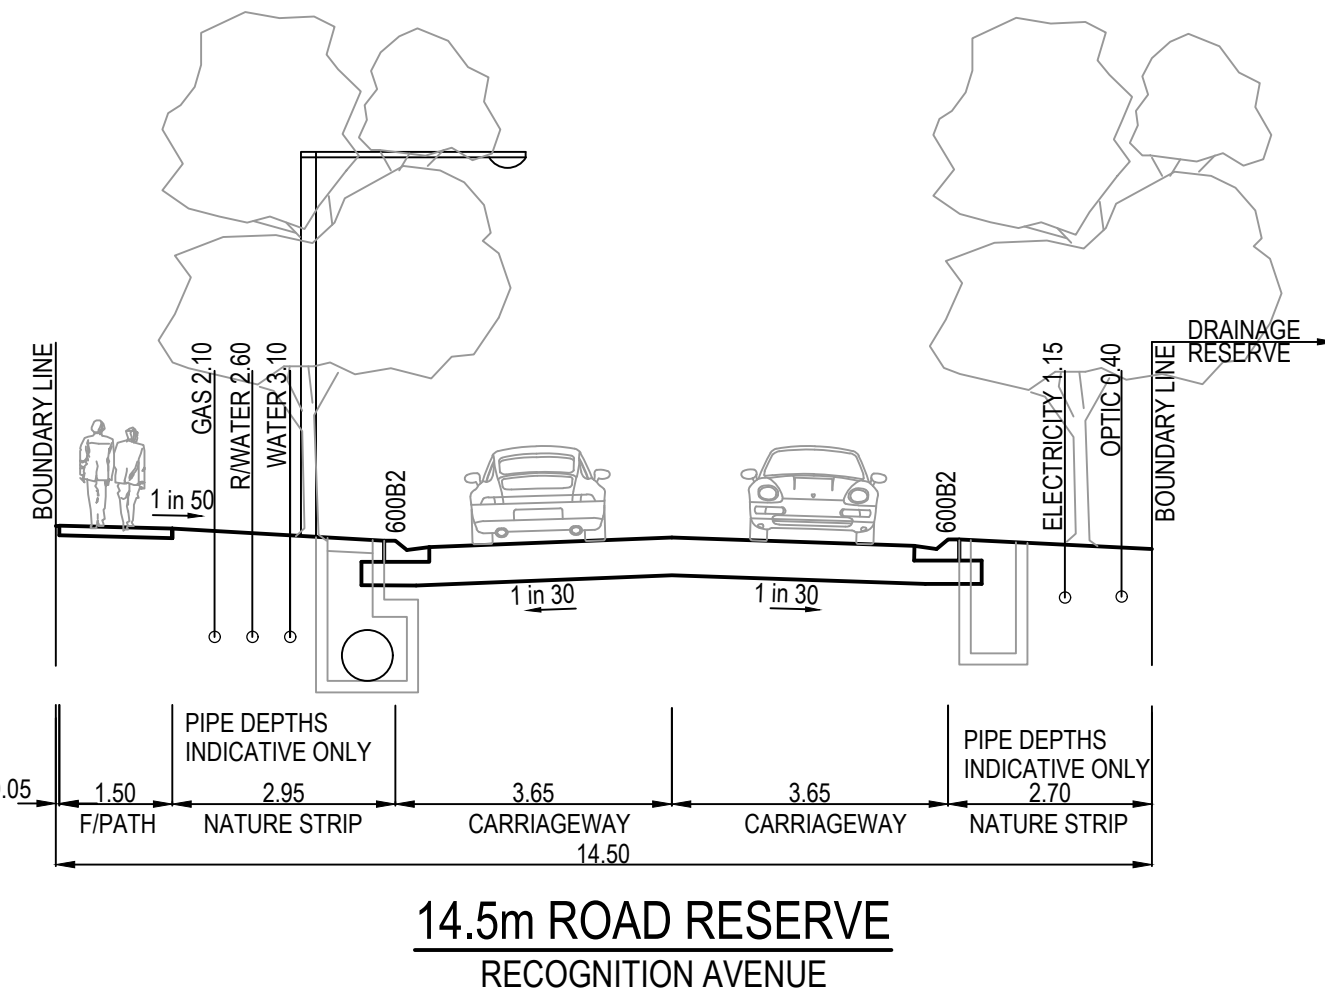 DRAINAGE
RESERVE
BOUNDARY LINE
GAS 2.10
R/WATER 2.60
WATER 3.10
600B2
600B2
ELECTRICITY 1.15
OPTIC 0.40
BOUNDARY LINE
1 in 50
1 in 30
1 in 30
PIPE DEPTHS
INDICATIVE ONLY
PIPE DEPTHS
INDICATIVE ONLY
.05
1.50
2.95
3.65
3.65
2.70
F/PATH
NATURE STRIP
CARRIAGEWAY
CARRIAGEWAY
NATURE STRIP
14.50
14.5m ROAD RESERVE
RECOGNITION AVENUE